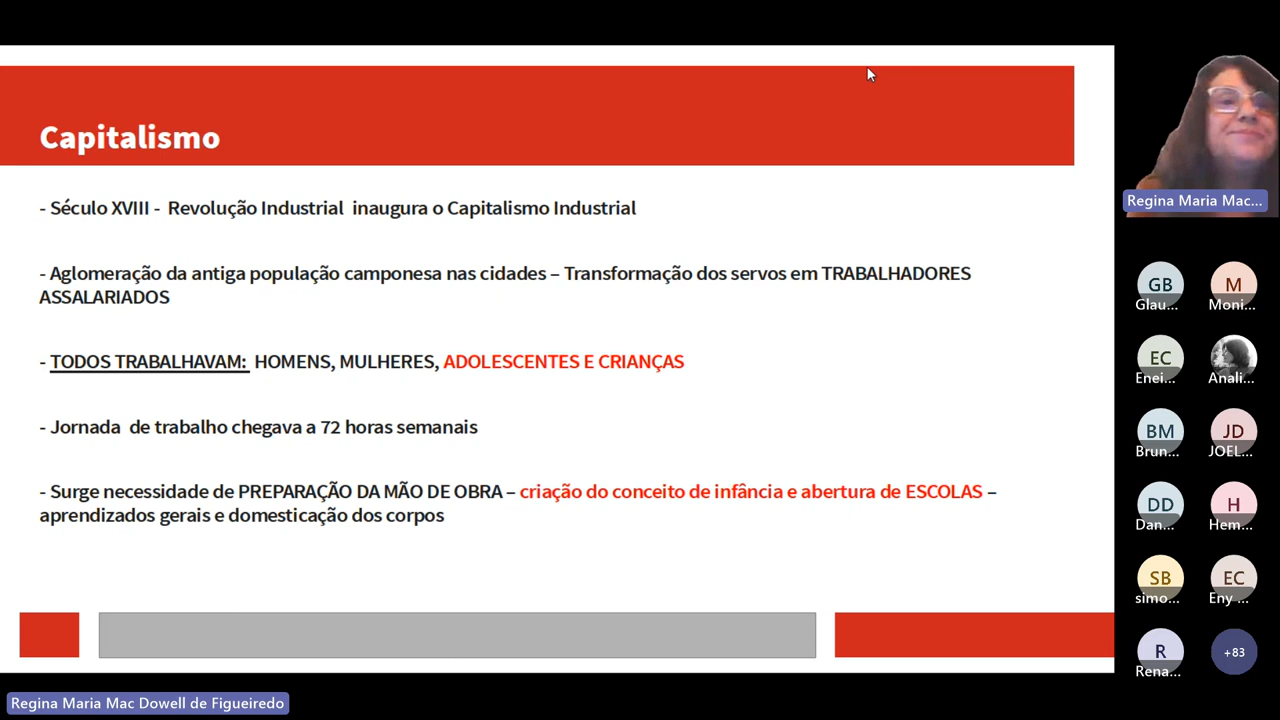 Capitalismo
- Século XVIII -  Revolução Industrial  inaugura o Capitalismo Industrial
- Aglomeração da antiga população camponesa nas cidades – Transformação dos servos em TRABALHADORES
ASSALARIADOS
- TODOS TRABALHAVAM:  HOMENS, MULHERES, ADOLESCENTES E CRIANÇAS
- Jornada  de trabalho chegava a 72 horas semanais
- Surge necessidade de PREPARAÇÃO DA MÃO DE OBRA – criação do conceito de infância e abertura de ESCOLAS –
aprendizados gerais e domesticação dos corpos
Regina Maria Mac...
GB
Glau...
M
Moni...
EC
Enei...
Anali...
BM
Brun...
JD
JOEL...
DD
Dan...
H
Hem...
SB
simo...
EC
Eny ...
R
Rena...
+83
Regina Maria Mac Dowell de Figueiredo